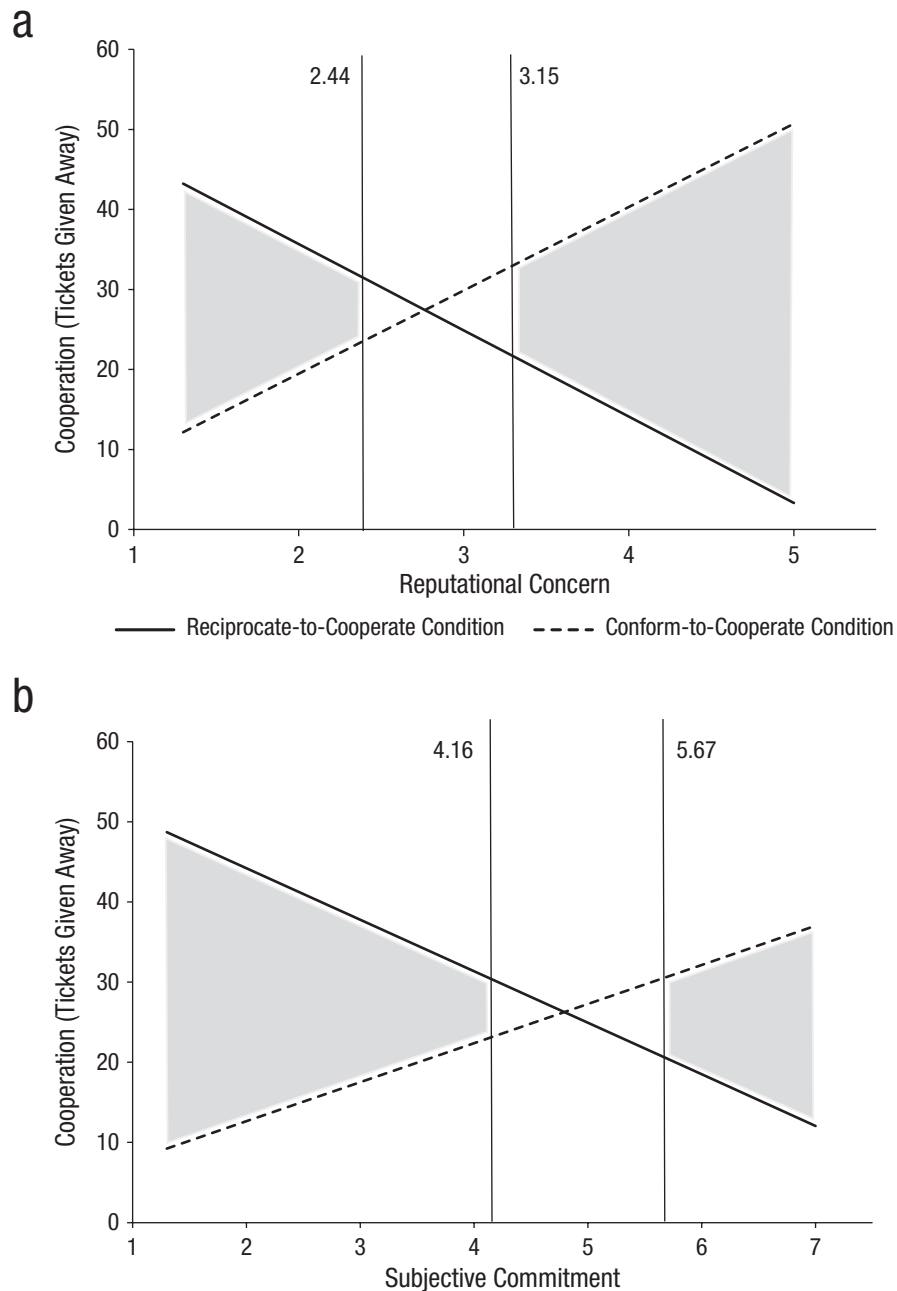 a
60
50
40
30
20
10
0
Cooperation (Tickets Given Away)
2.44
3.15
1 2 3 4 5
Reputational Concern
Reciprocate-to-Cooperate Condition Conform-to-Cooperate Condition
b
60
50
40
30
20
10
0
Cooperation (Tickets Given Away)
4.16
5.67
1 2 3 4 5 6 7
Subjective Commitment